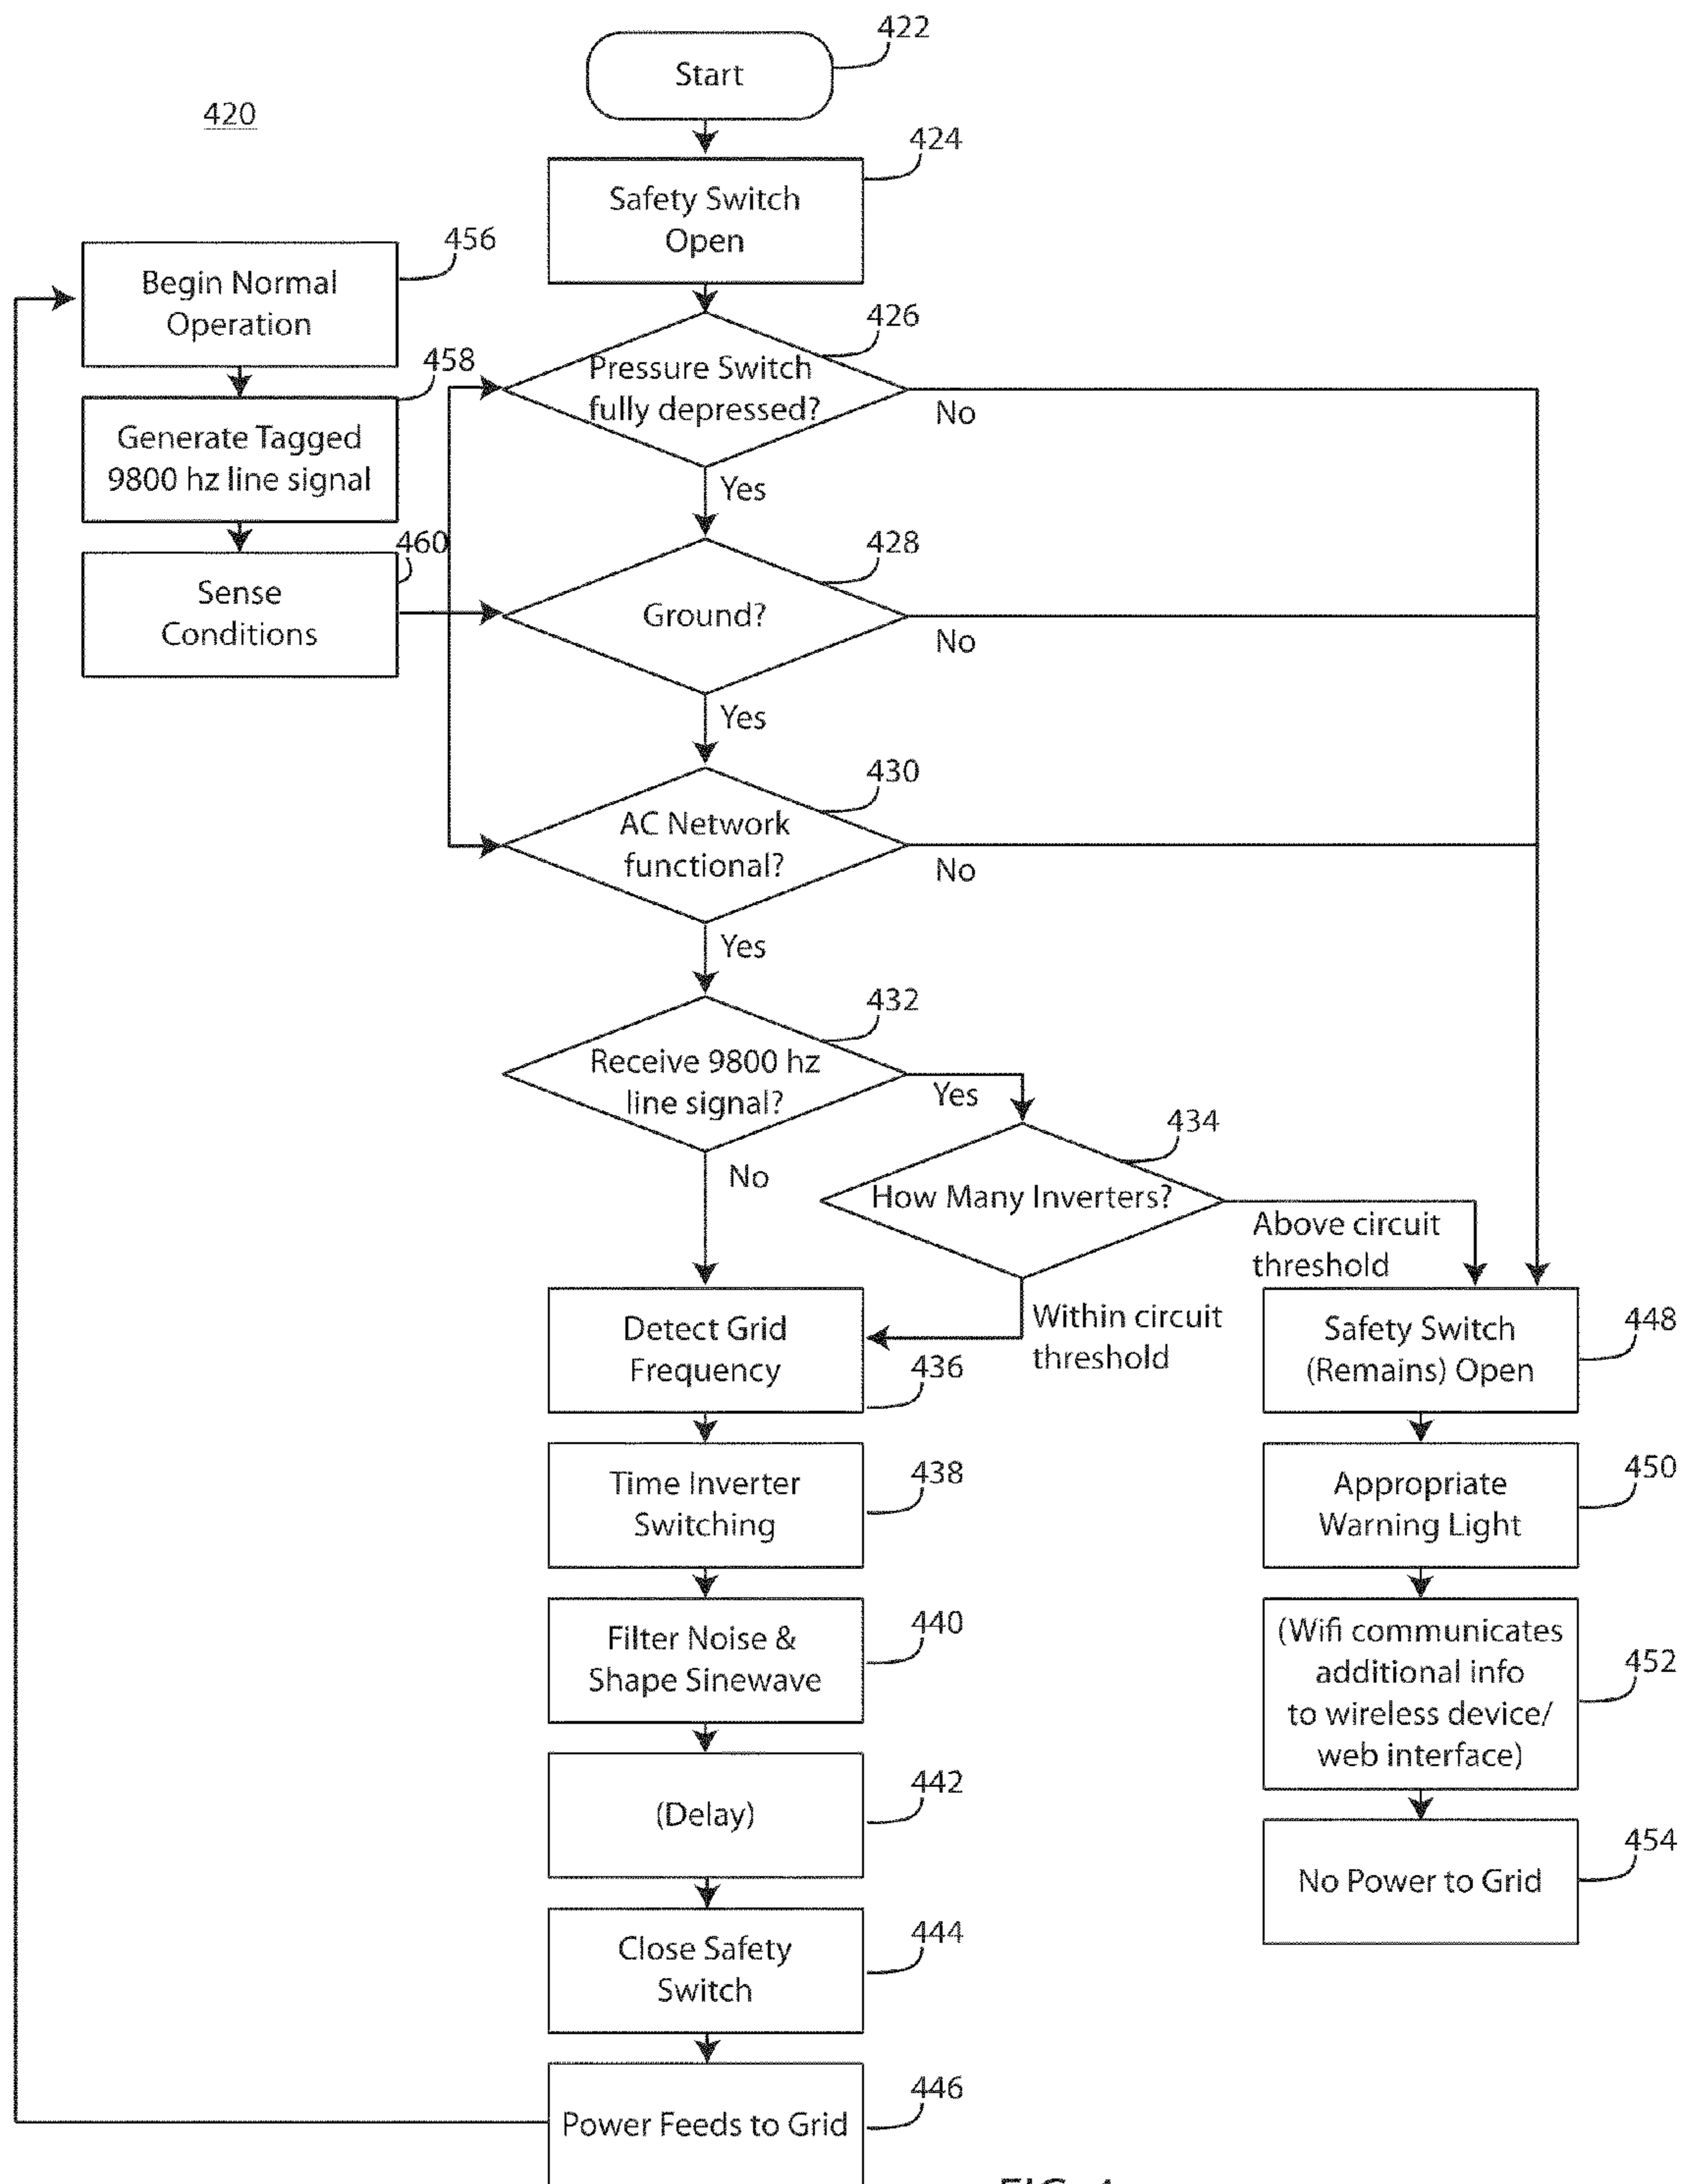 422
Start
420
424
Safety Switch
Open
456
Begin Normal
Operation
426
Pressure Switch
fully depressed?
No
Yes
458
Generate Tagged
9800 hz line signal
460
Sense
Conditions
428
Ground?
No
Yes
430
AC Network
functional?
No
Yes
432
Receive 9800 hz
line signal?
Yes
No
434
How Many Inverters?
Above circuit
threshold
Within circuit
threshold
Detect Grid
Frequency
436
Safety Switch
(Remains) Open
448
Time Inverter
Switching
438
Appropriate
Warning Light
450
Filter Noise &
Shape Sinewave
440
(Wifi communicates
additional info
to wireless device/
web interface)
452
(Delay)
442
No Power to Grid
454
Close Safety
Switch
444
Power Feeds to Grid
446